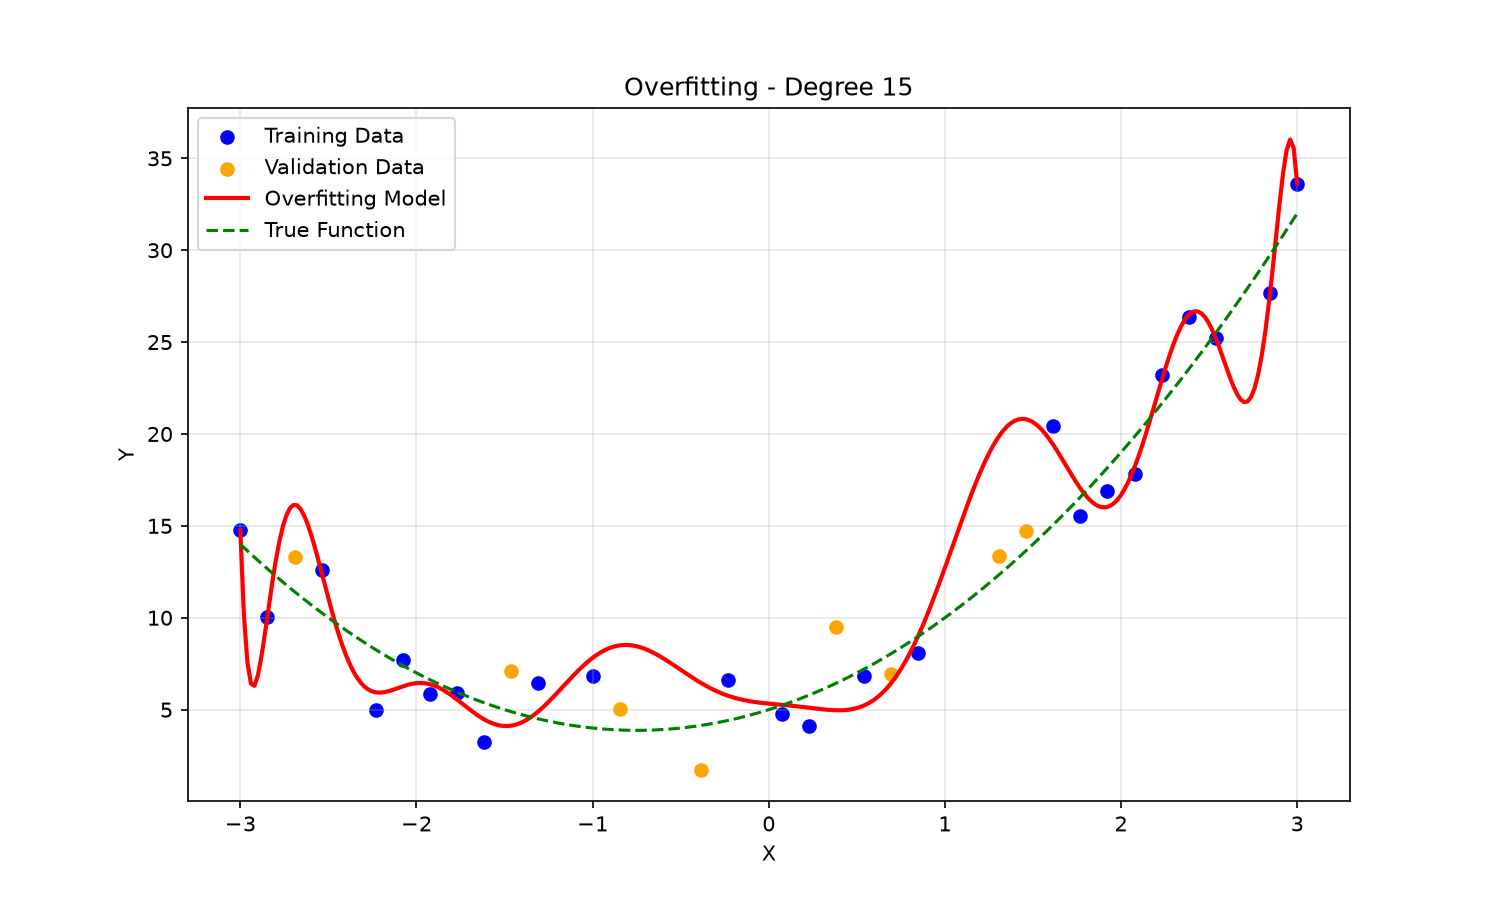 Overfitting - Degree 15
Training Data
Validation Data
Overfitting Model
True Function
35
30
25
20
15
10
5
Y
−3 −2 −1 0 1 2 3
X